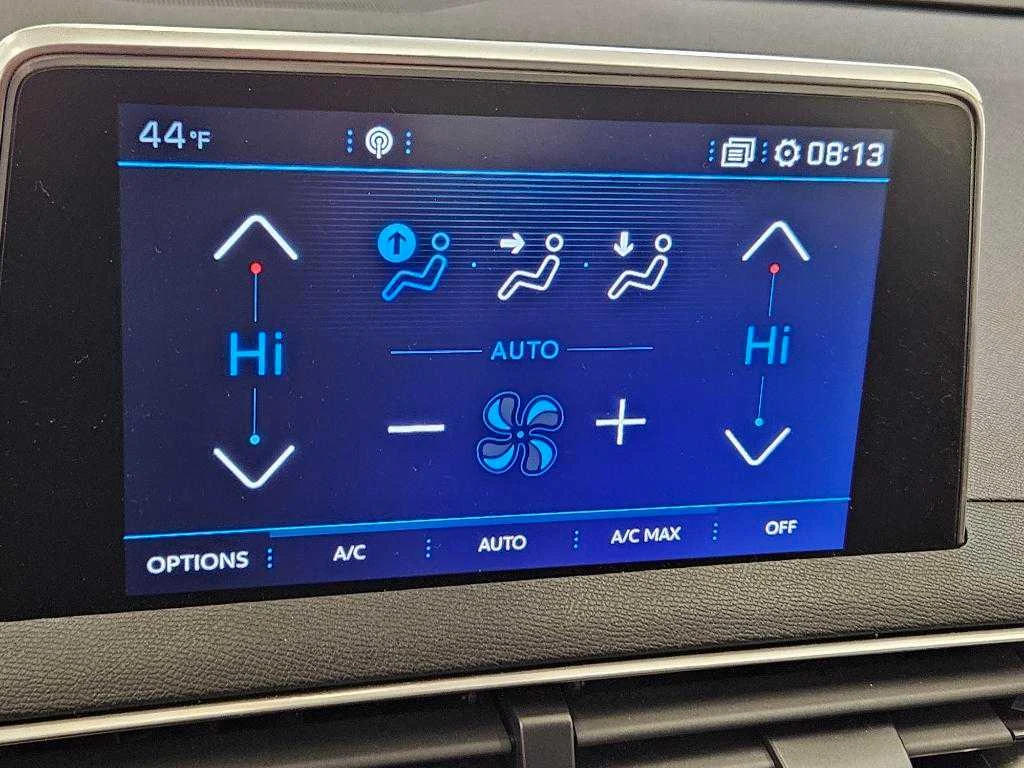 44°F 08:13
Hi Hi
AUTO
OPTIONS A/C AUTO A/C MAX OFF